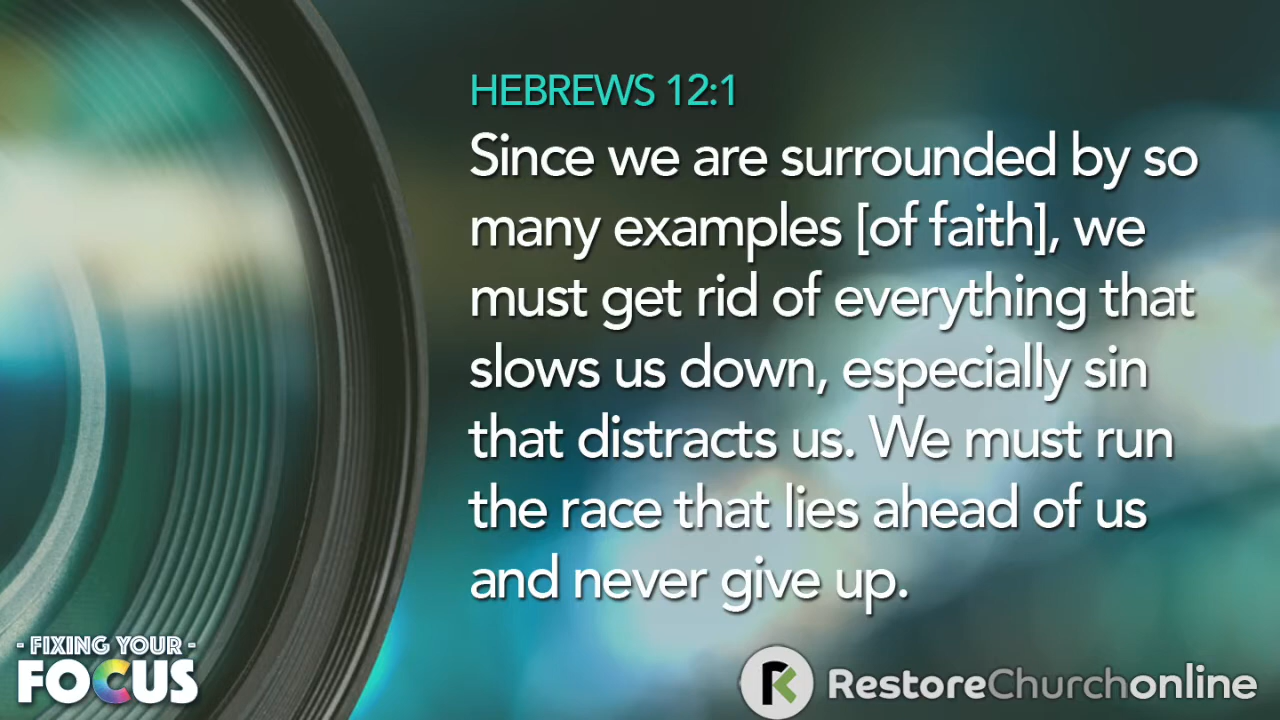 HEBREWS 12:1
Since we are surrounded by so
many examples [of faith], we
must get rid of everything that
slows us down, especially sin
that distracts us. We must run
the race that lies ahead of us
and never give up.
- FIXING YOUR -
FOCUS
RestoreChurchonline